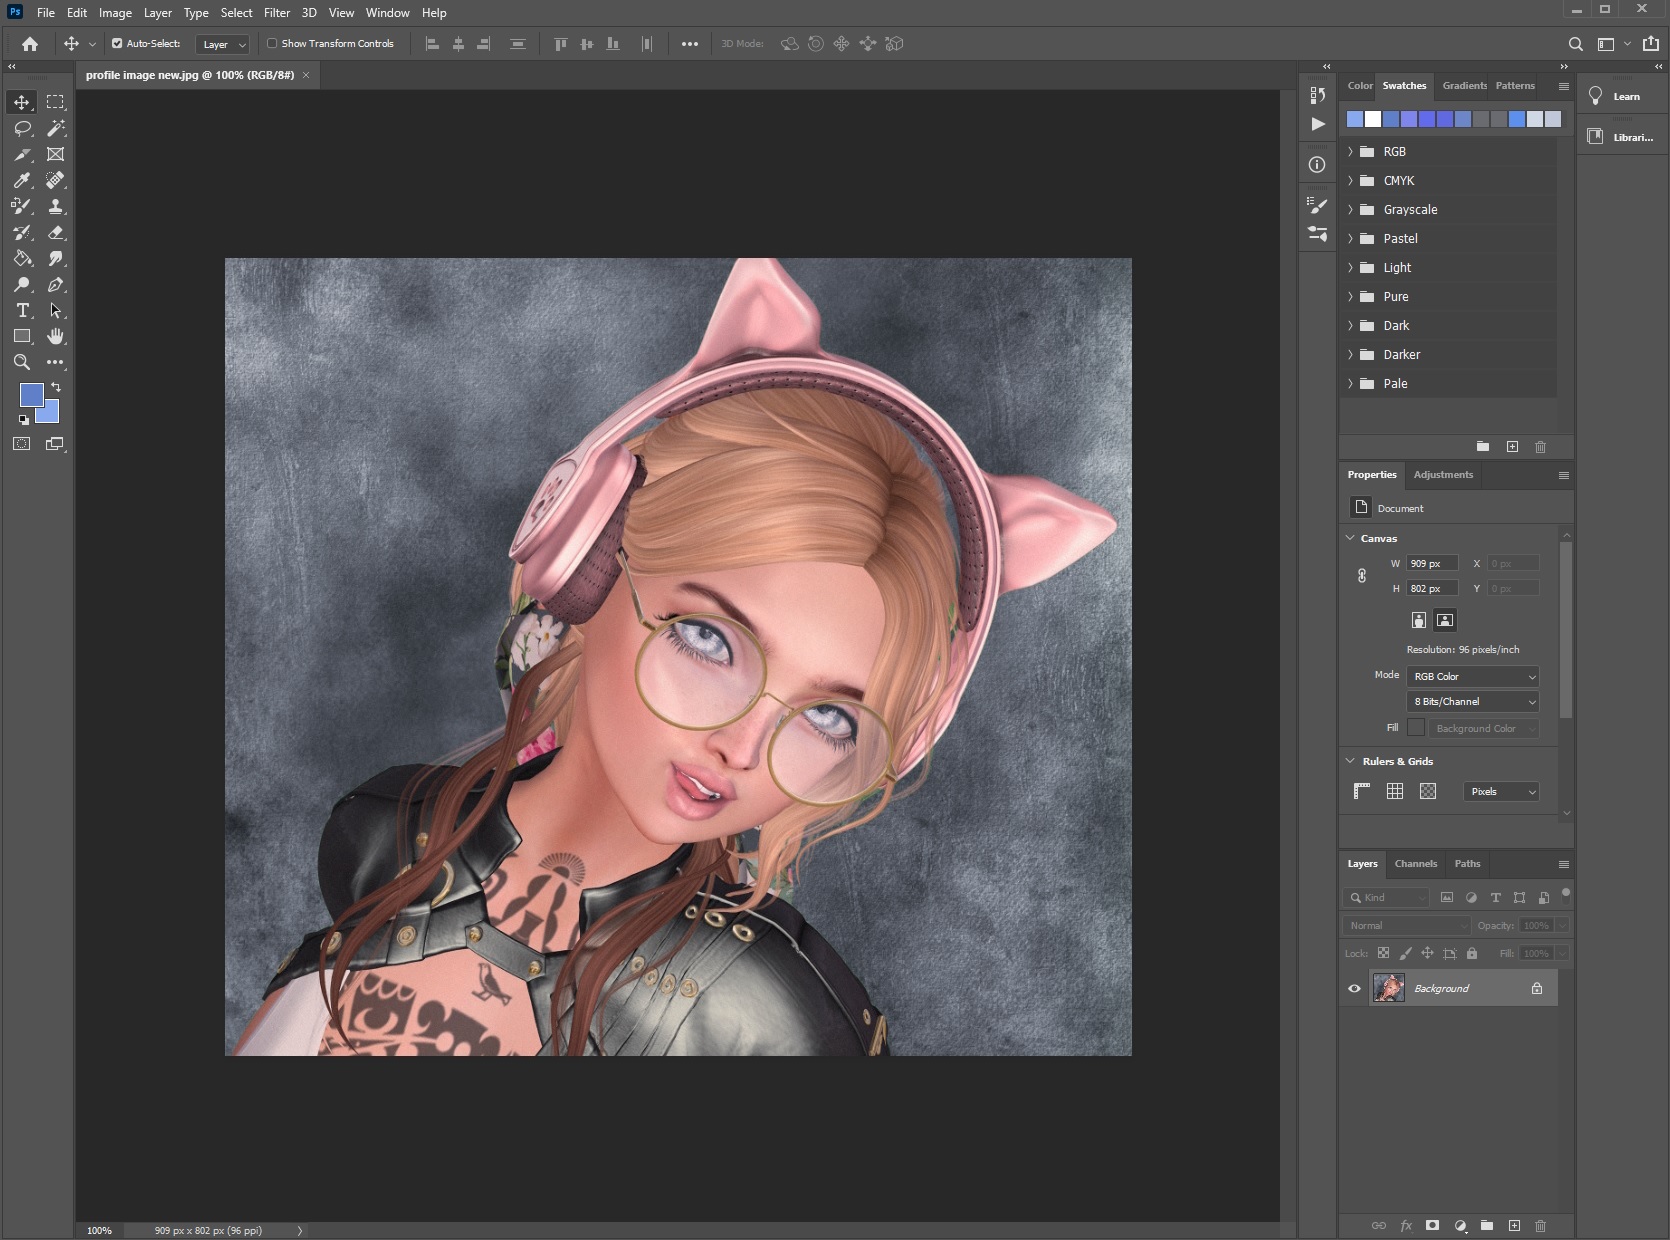 Ps File Edit Image Layer Type Select Filter 3D View Window Help
Auto-Select: Layer Show Transform Controls 3D Mode:
profile image new.jpg @ 100% (RGB/8#)
Color Swatches Gradients Patterns
Learn
Librari...
RGB
CMYK
Grayscale
Pastel
Light
Pure
Dark
Darker
Pale
Properties Adjustments
Document
Canvas
W 909 px X 0 px
H 802 px Y 0 px
Resolution: 96 pixels/inch
Mode RGB Color
8 Bits/Channel
Fill Background Color
Rulers & Grids
Pixels
Layers Channels Paths
Kind
Normal Opacity: 100%
Lock: Fill: 100%
Background
fx
100% 909 px x 802 px (96 ppi)